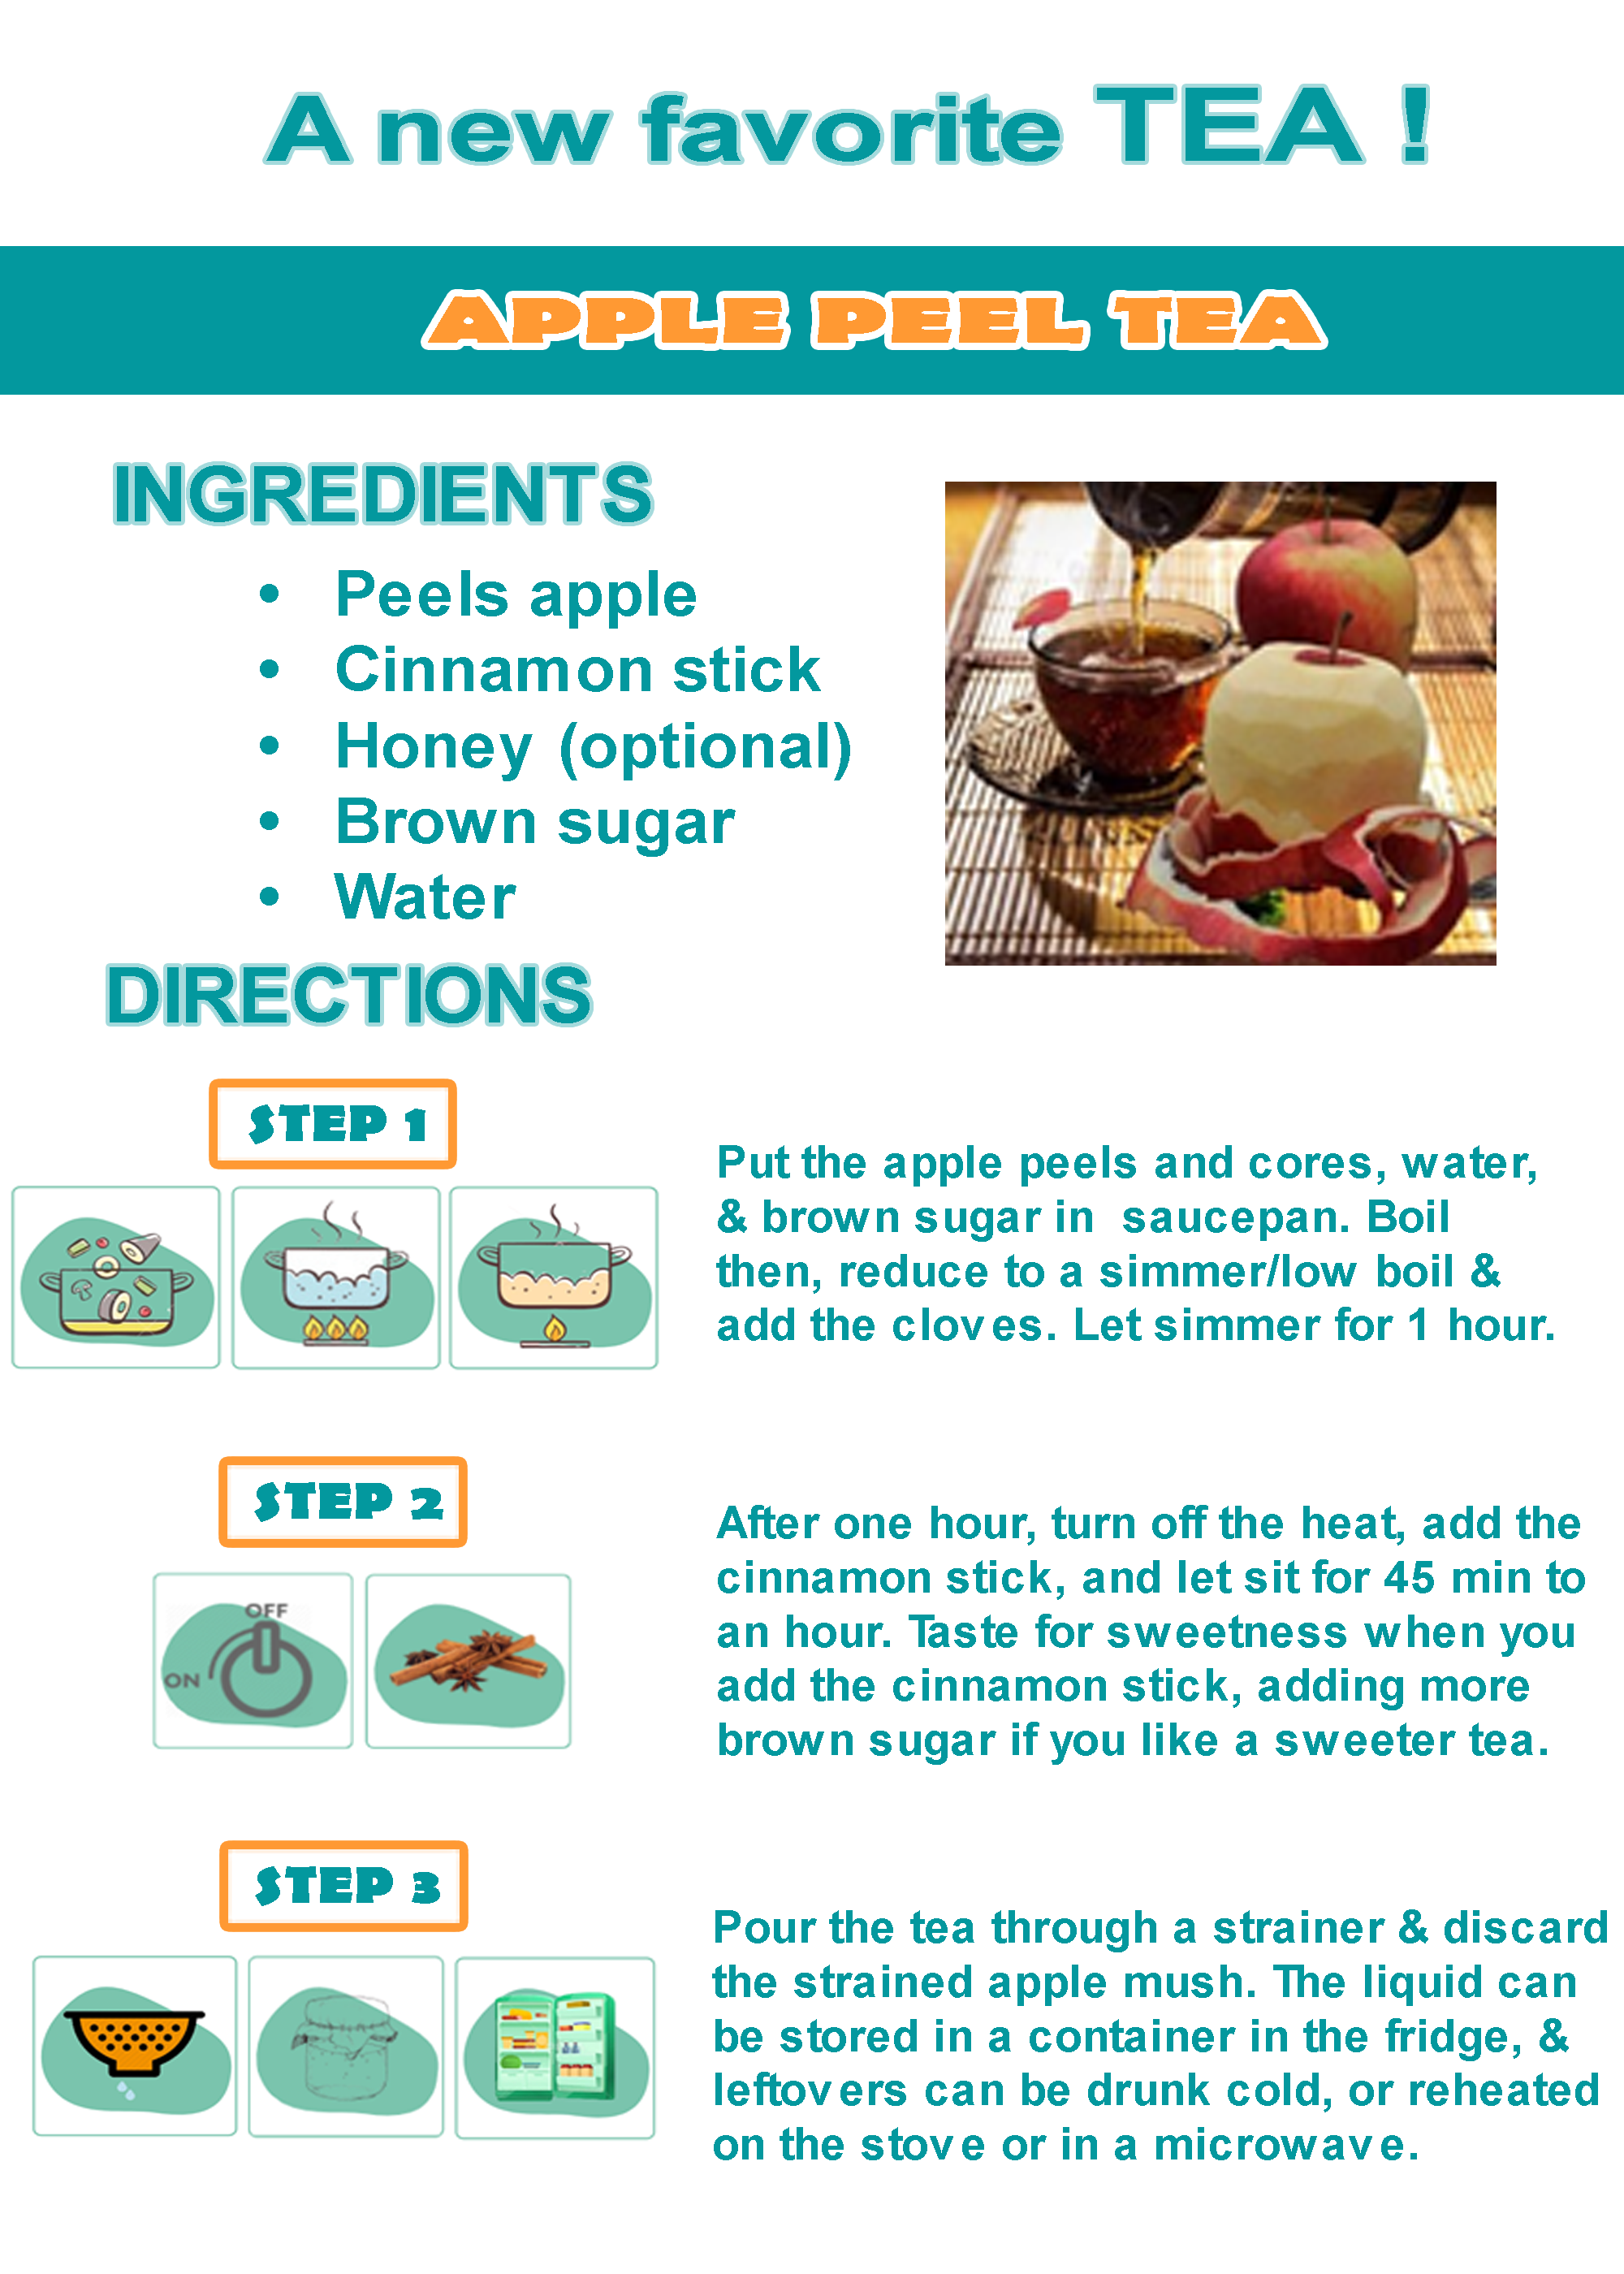 A new favorite TEA !
APPLE PEEL TEA
INGREDIENTS
• Peels apple
• Cinnamon stick
• Honey (optional)
• Brown sugar
• Water
DIRECTIONS
STEP 1
Put the apple peels and cores, water,
& brown sugar in saucepan. Boil
then, reduce to a simmer/low boil &
add the cloves. Let simmer for 1 hour.
STEP 2
OFF
ON
After one hour, turn off the heat, add the
cinnamon stick, and let sit for 45 min to
an hour. Taste for sweetness when you
add the cinnamon stick, adding more
brown sugar if you like a sweeter tea.
STEP 3
Pour the tea through a strainer & discard
the strained apple mush. The liquid can
be stored in a container in the fridge, &
leftovers can be drunk cold, or reheated
on the stove or in a microwave.